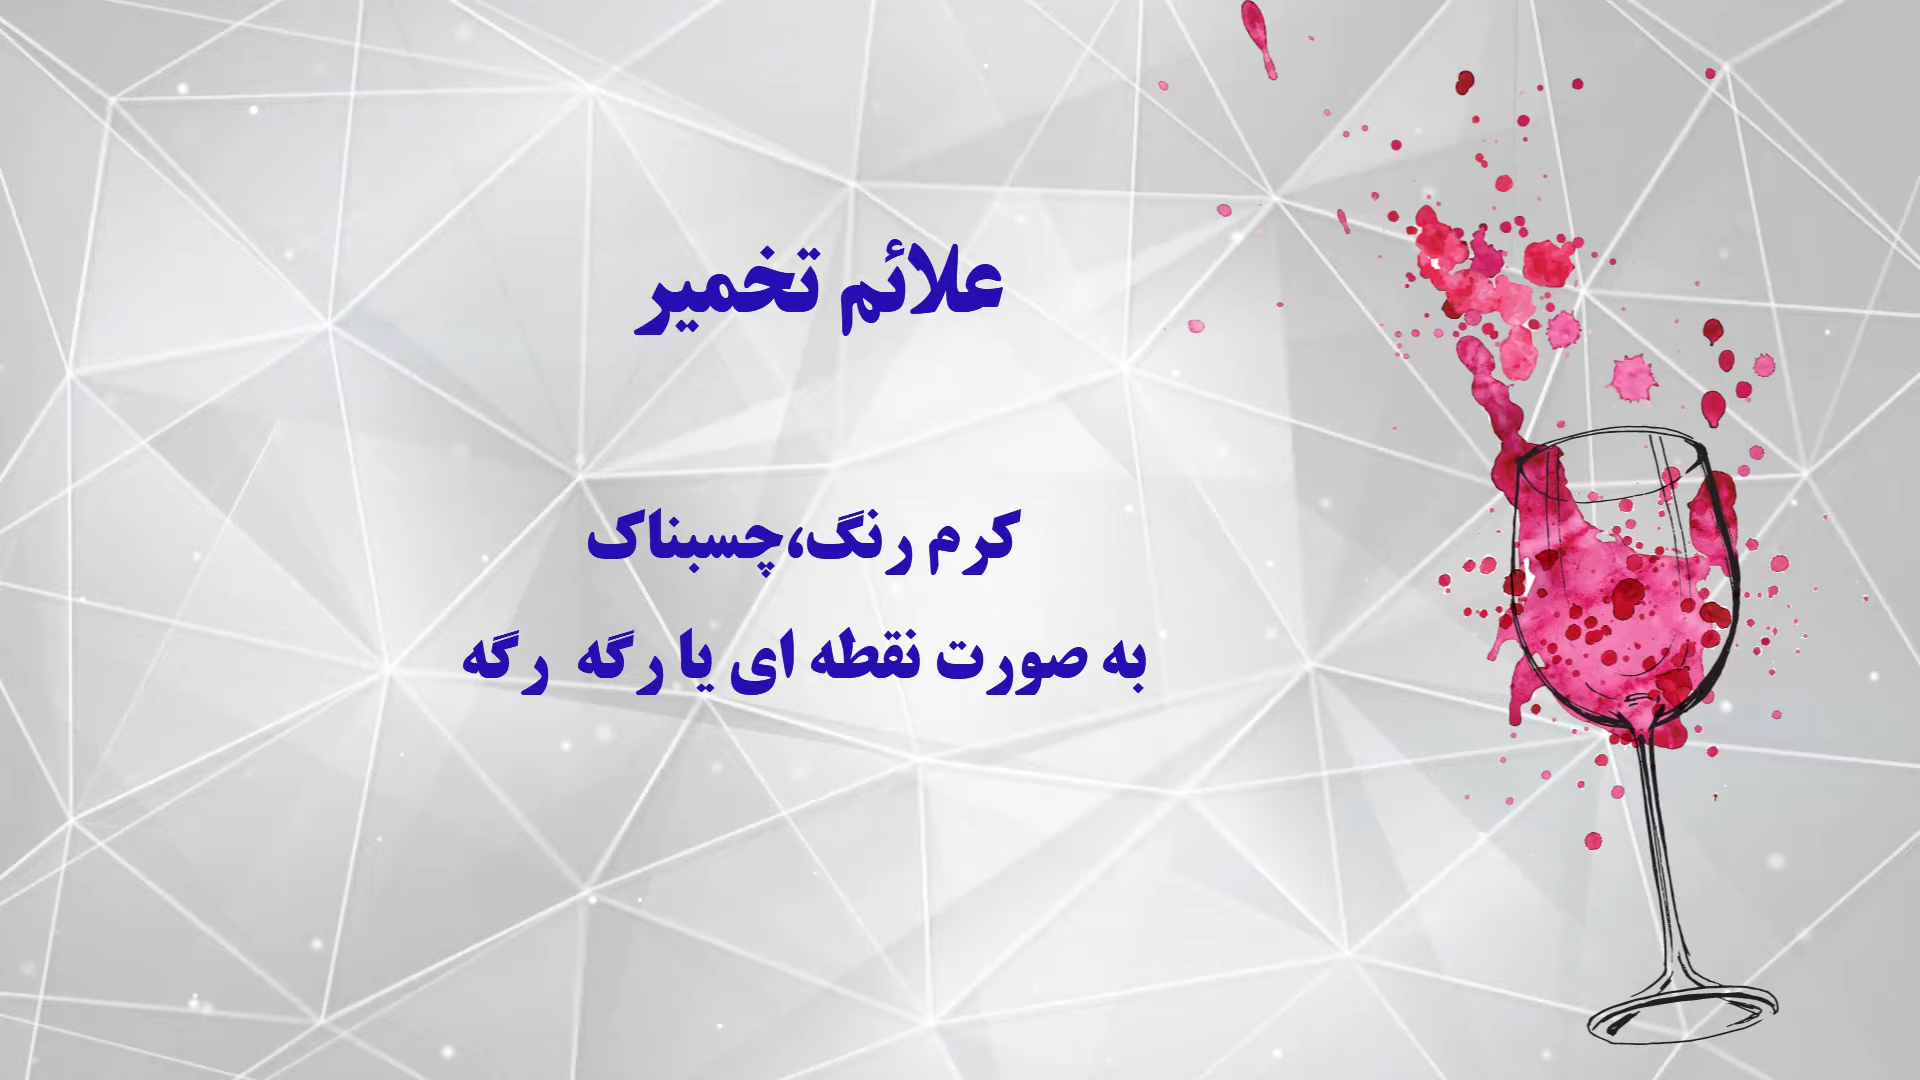 علائم تخمیر
کرم رنگ،چسبناک
به صورت نقطه ای یا رگه رگه